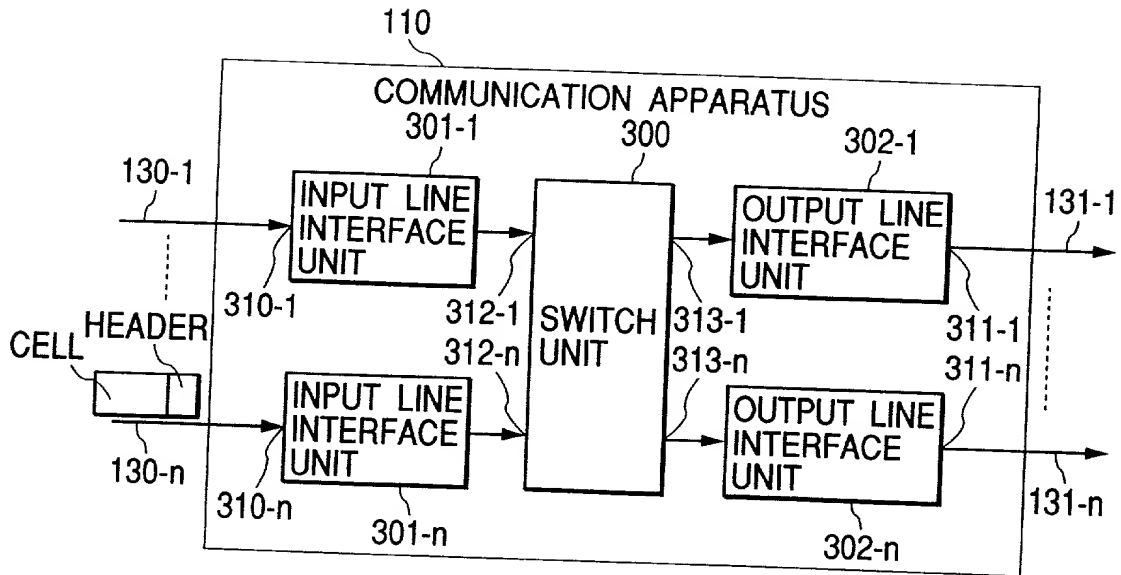 110
COMMUNICATION APPARATUS
301-1
300
302-1
130-1
131-1
INPUT LINE
INTERFACE
UNIT
OUTPUT LINE
INTERFACE
UNIT
310-1
312-1
313-1
311-1
SWITCH
UNIT
HEADER
CELL
312-n
313-n
311-n
INPUT LINE
INTERFACE
UNIT
OUTPUT LINE
INTERFACE
UNIT
130-n
310-n
301-n
302-n
131-n